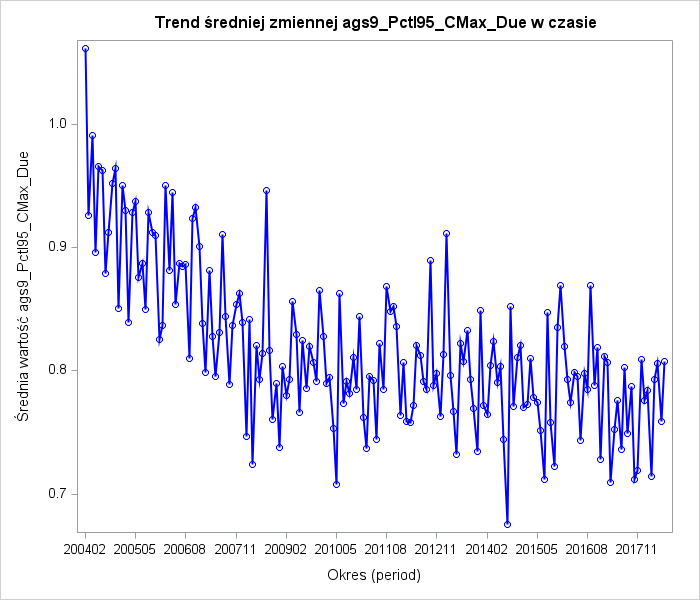 Trend średniej zmiennej ags9_Pctl95_CMax_Due w czasie
Średnia wartość ags9_Pctl95_CMax_Due
1.0
0.9
0.8
0.7
200402 200505 200608 200711 200902 201005 201108 201211 201402 201505 201608 201711
Okres (period)